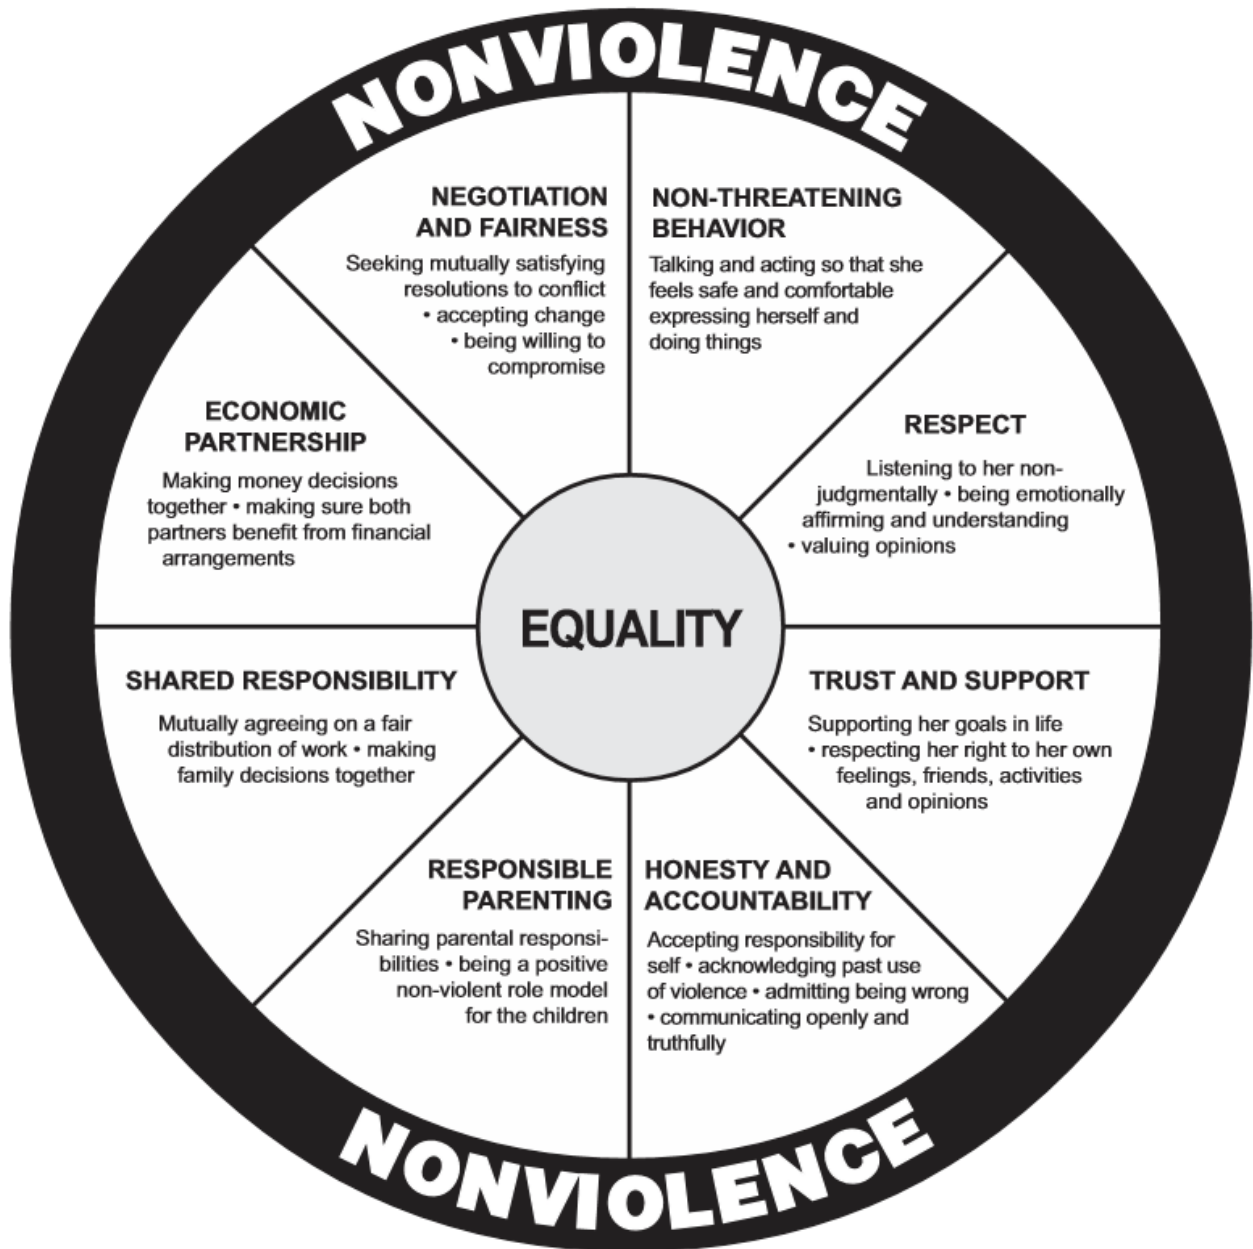 NONVIOLENCE
NEGOTIATION
AND FAIRNESS
Seeking mutually satisfying
resolutions to conflict
• accepting change
• being willing to
compromise
NON-THREATENING
BEHAVIOR
Talking and acting so that she
feels safe and comfortable
expressing herself and
doing things
ECONOMIC
PARTNERSHIP
Making money decisions
together • making sure both
partners benefit from financial
arrangements
RESPECT
Listening to her non-
judgmentally • being emotionally
affirming and understanding
• valuing opinions
EQUALITY
SHARED RESPONSIBILITY
Mutually agreeing on a fair
distribution of work • making
family decisions together
TRUST AND SUPPORT
Supporting her goals in life
• respecting her right to her own
feelings, friends, activities
and opinions
RESPONSIBLE
PARENTING
Sharing parental responsi-
bilities • being a positive
non-violent role model
for the children
HONESTY AND
ACCOUNTABILITY
Accepting responsibility for
self • acknowledging past use
of violence • admitting being wrong
• communicating openly and
truthfully
NONVIOLENCE